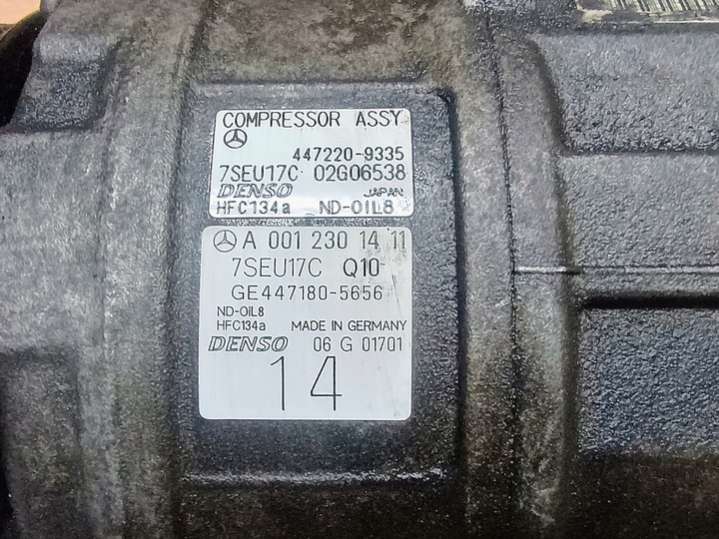 COMPRESSOR ASSY
447220-9335
7SEU17C 02G06538
DENSO JAPAN
HFC134a ND-OIL8
A 001 230 14 11
7SEU17C Q10-
GE447180-5656
ND-OIL8
HFC134a MADE IN GERMANY
DENSO 06 G 01701
14